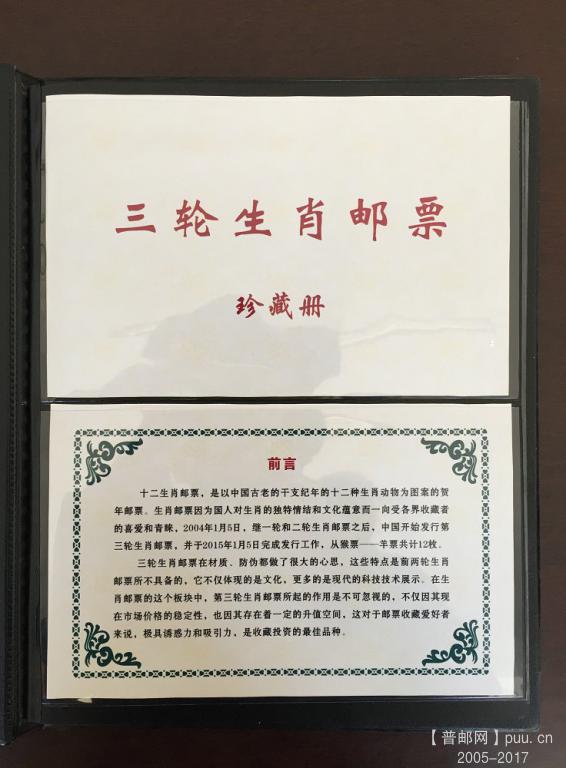 三轮生肖邮票
珍藏册
前言
十二生肖邮票，是以中国古老的干支纪年的十二种生肖动物为图案的贺
年邮票。生肖邮票因为国人对生肖的独特情结和文化蕴意而一向受各界收藏者
的喜爱和青睐，2004年1月5日，继一轮和二轮生肖邮票之后，中国开始发行第
三轮生肖邮票，并于2015年1月5日完成发行工作，从猴票——羊票共计12枚。
三轮生肖邮票在材质、防伪都做了很大的心思，这些特点是前两轮生肖
邮票所不具备的，它不仅体现的是文化，更多的是现代的科技技术展示。在生
肖邮票的这个板块中，第三轮生肖邮票所起的作用是不可忽视的，不仅因其现
在市场价格的稳定性，也因其存在着一定的升值空间，这对于邮票收藏爱好者
来说，极具诱惑力和吸引力，是收藏投资的最佳品种。
【普邮网】puu.cn
2005-2017